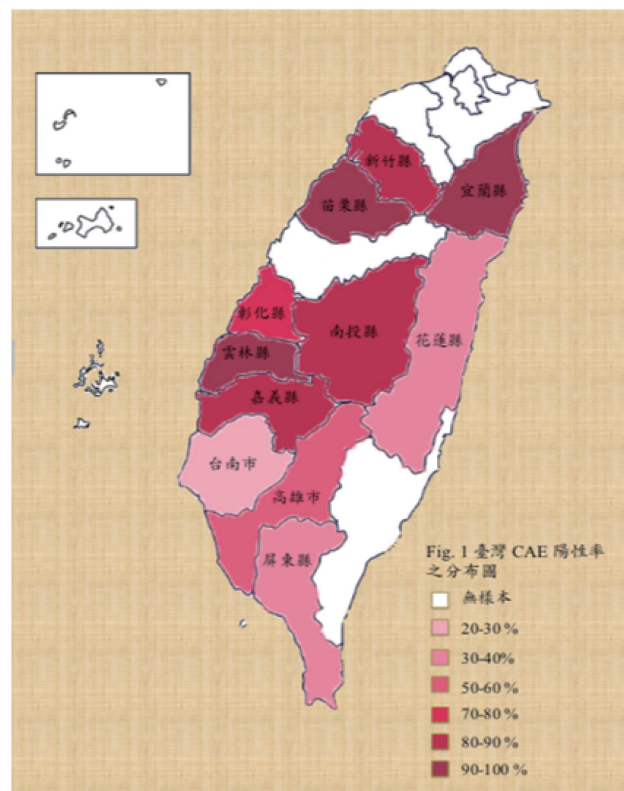 新竹縣
苗栗縣
宜蘭縣
彰化縣
南投縣
花蓮縣
雲林縣
嘉義縣
台南市
高雄市
屏東縣
Fig. 1 臺灣 CAE 陽性率
之分布圖
無樣本
20-30 %
30-40%
50-60 %
70-80 %
80-90 %
90-100 %